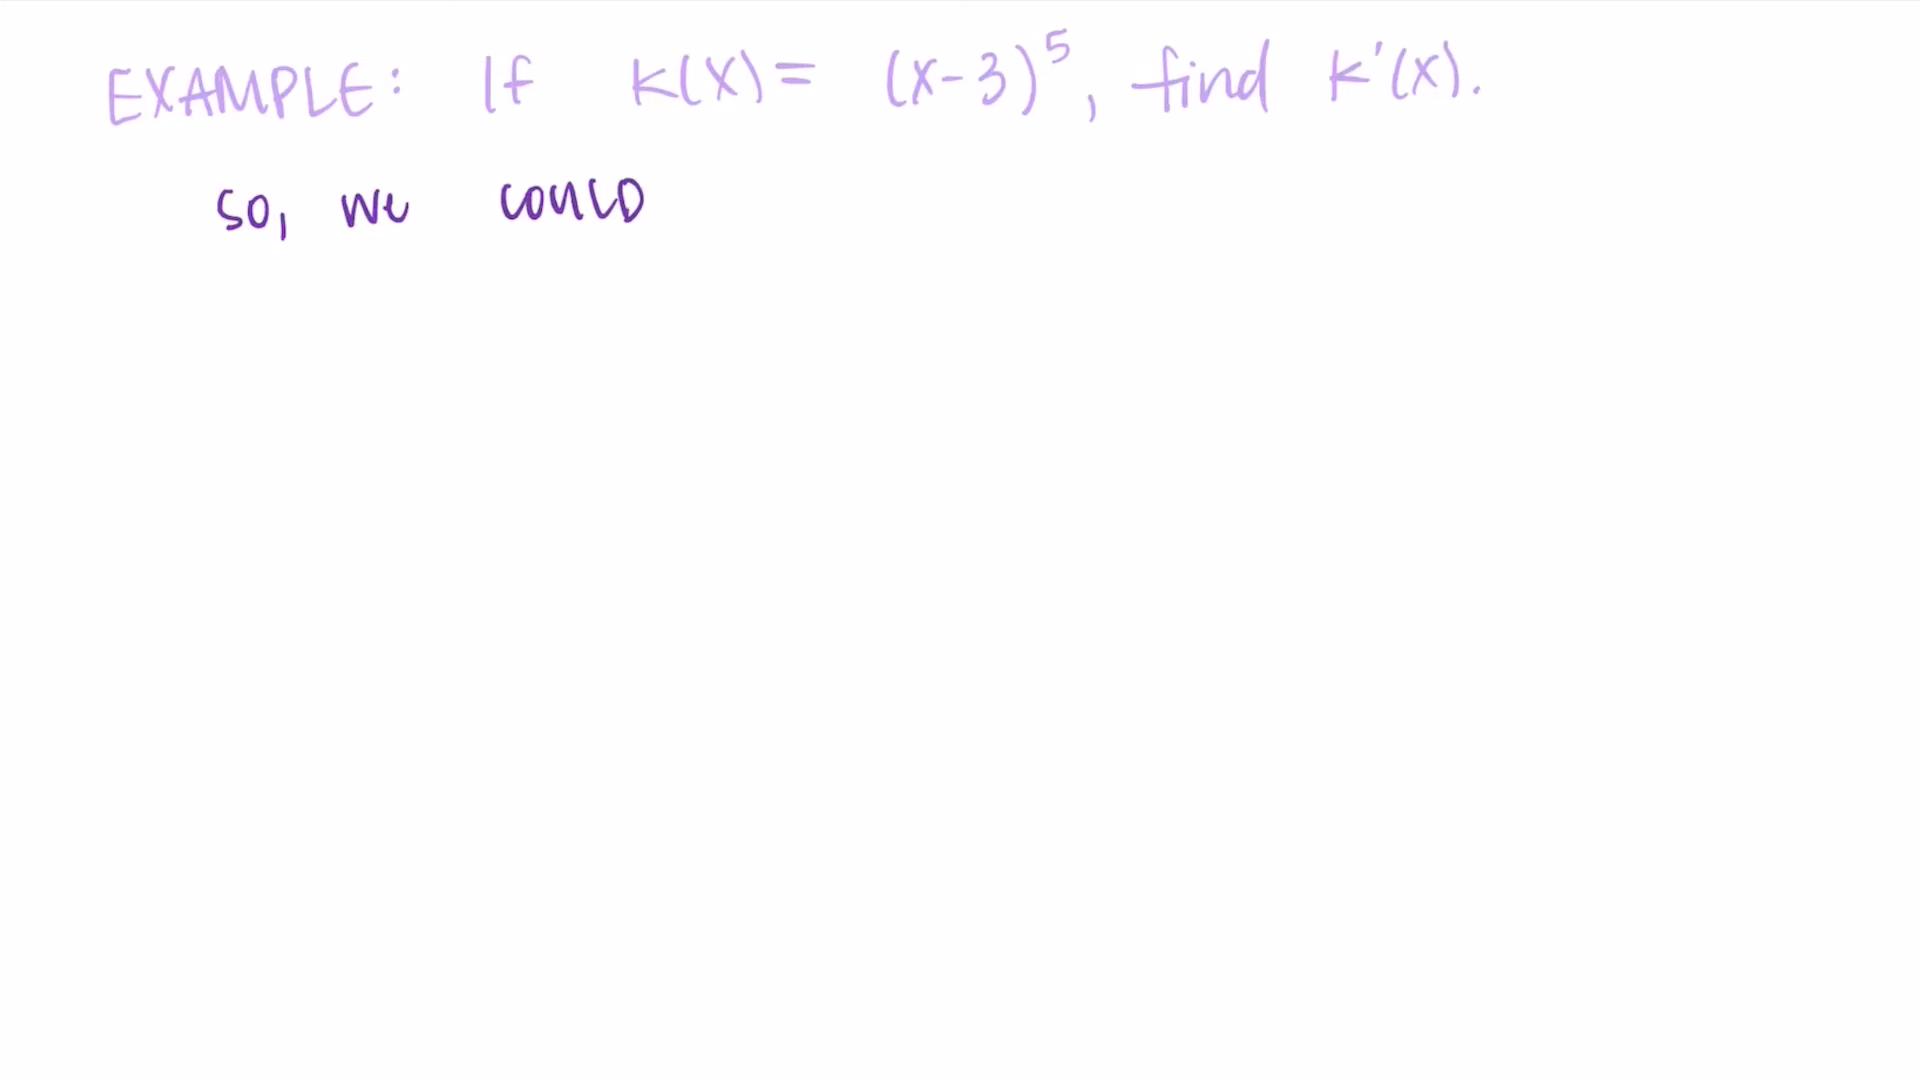 EXAMPLE: If k(x) = (x-3)⁵, find k'(x).
so, we could